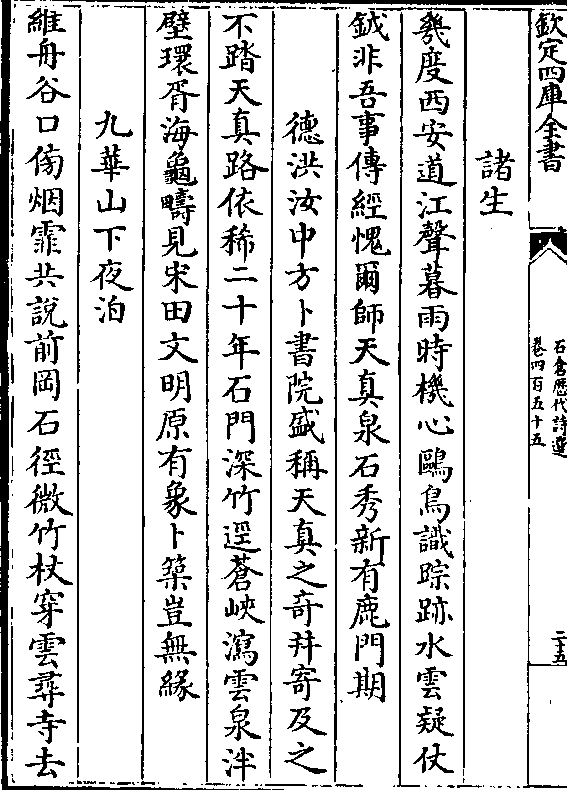 欽定四庫全書
石倉歷代詩選
卷四百五十五
二十五
諸生
幾度西安道江聲暮雨時機心鷗鳥識踪跡水雲疑仗
鉞非吾事傳經愧爾師天真泉石秀新有鹿門期
德洪汝中方卜書院盛稱天真之奇并寄及之
不踏天真路依稀二十年石門深竹逕蒼峽瀉雲泉泮
壁環胥海龜疇見宋田文明原有象卜築豈無緣
九華山下夜泊
維舟谷口傍烟霏共說前岡石徑微竹杖穿雲尋寺去